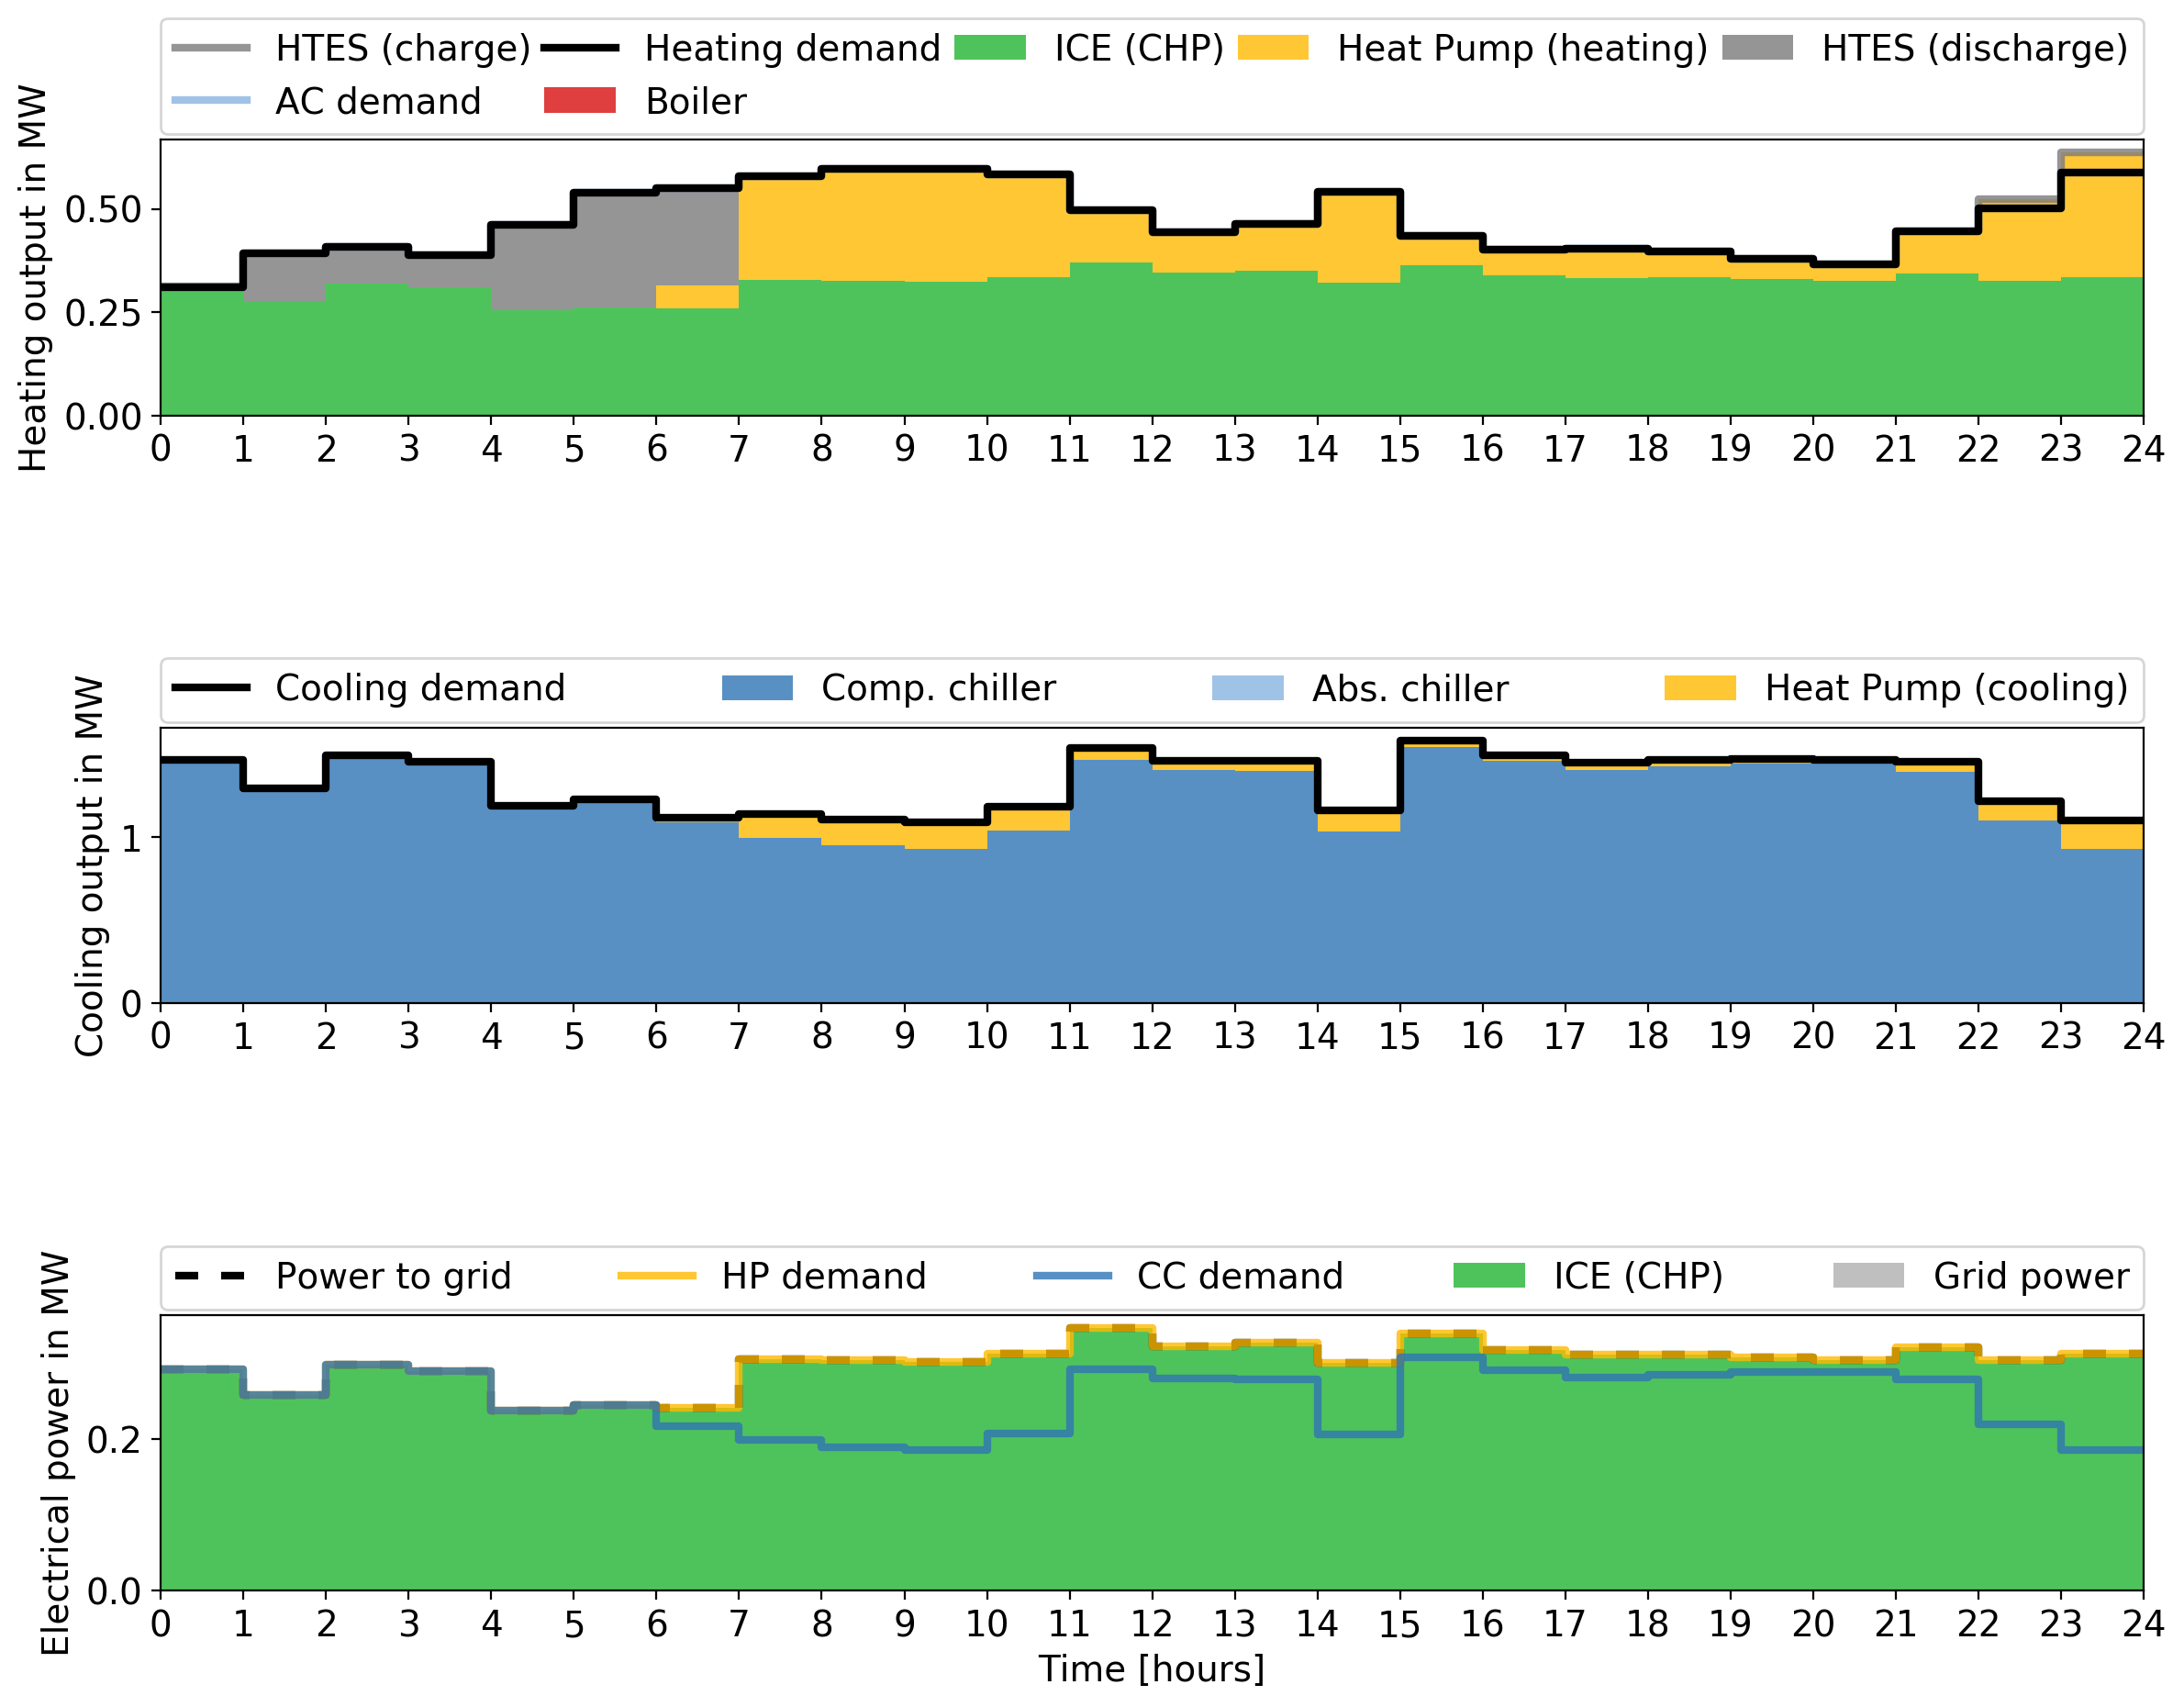 HTES (charge) Heating demand ICE (CHP) Heat Pump (heating) HTES (discharge)
AC demand Boiler
Heating output in MW
0.50
0.25
0.00
0 1 2 3 4 5 6 7 8 9 10 11 12 13 14 15 16 17 18 19 20 21 22 23 24
Cooling demand Comp. chiller Abs. chiller Heat Pump (cooling)
Cooling output in MW
1
0
0 1 2 3 4 5 6 7 8 9 10 11 12 13 14 15 16 17 18 19 20 21 22 23 24
Power to grid HP demand CC demand ICE (CHP) Grid power
Electrical power in MW
0.2
0.0
0 1 2 3 4 5 6 7 8 9 10 11 12 13 14 15 16 17 18 19 20 21 22 23 24
Time [hours]